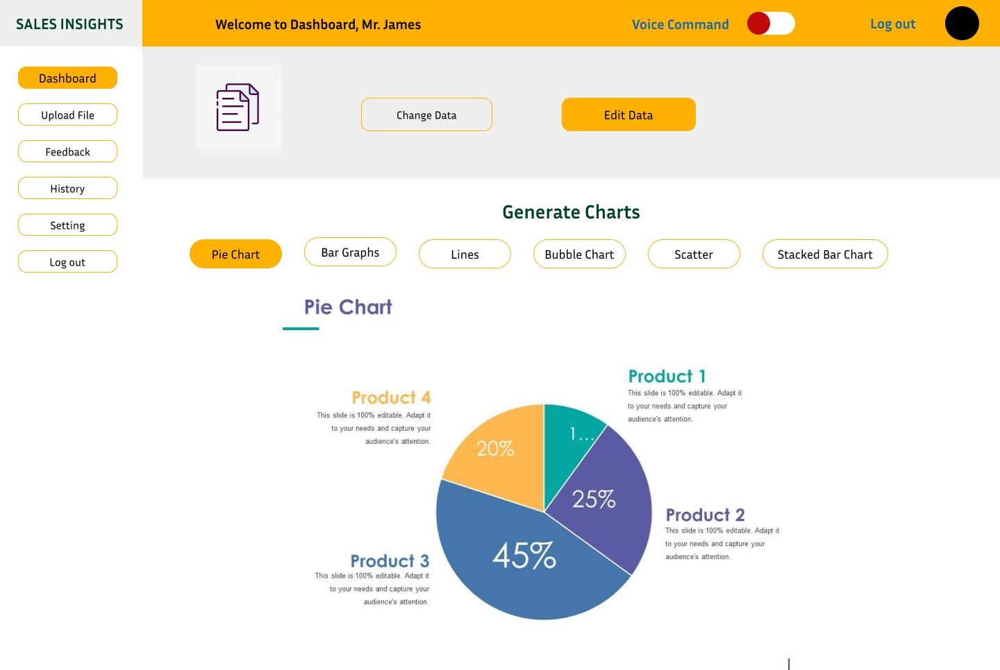 SALES INSIGHTS
Welcome to Dashboard, Mr. James
Voice Command
Log out
Dashboard
Upload File
Feedback
History
Setting
Log out
Change Data
Edit Data
Generate Charts
Pie Chart
Bar Graphs
Lines
Bubble Chart
Scatter
Stacked Bar Chart
Pie Chart
Product 1
This slide is 100% editable. Adapt it
to your needs and capture your
audience's attention.
Product 4
This slide is 100% editable. Adapt it
to your needs and capture your
audience's attention.
1...
20%
25%
45%
Product 2
This slide is 100% editable. Adapt it
to your needs and capture your
audience's attention.
Product 3
This slide is 100% editable. Adapt it
to your needs and capture your
audience's attention.